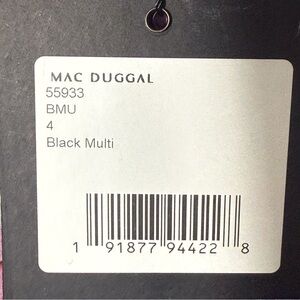 MAC DUGGAL
55933
BMU
4
Black Multi
1 91877 94422 8